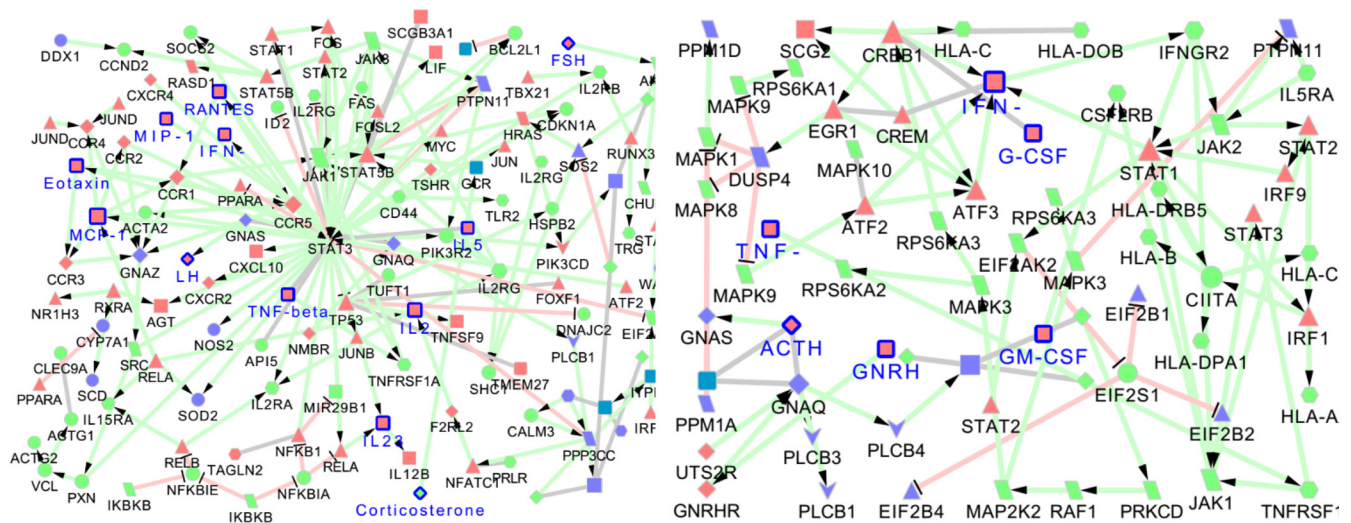 SCGB3A1
DDX1
CCND2
SOCS2
STAT1
FOS
JAK3
LIF
BCL2L1
FSH
STAT2
RASD1
CXCR4
STAT5B
RANTES
IL2RG
FAS
PTPN11
TBX21
IL2RB
JUND
JUND
CCR4
MIP-1
IFN-
ID2
FOSL2
HRAS
CDKN1A
CCR2
MYC
JUN
SOS2
RUNX3
Eotaxin
CCR1
PPARA
JAK1
STAT5B
TSHR
GCR
IL2RG
CCR5
CD44
TLR2
HSPB2
MCP-1
ACTA2
GNAS
STAT3
IL5
TRG
CCR3
GNAZ
LH
CXCL10
GNAQ
PIK3R2
PIK3CD
CXCR2
TUFT1
IL2RG
NR1H3
RXRA
AGT
TNF-beta
TP53
IL2
FOXF1
ATF2
CYP7A1
NOS2
NMBR
JUNB
TNFSF9
DNAJC2
PLCB1
CLEC9A
SRC
RELA
API5
TNFRSF1A
SHC1
TMEM27
PPARA
SCD
SOD2
IL2RA
MIR29B1
IL15RA
ACTG1
IL23
F2RL2
CALM3
ACTG2
RELB
TAGLN2
NFKB1
RELA
IL12B
PPP3CC
VCL
PXN
NFKBIE
NFKBIA
NFATC1
PRLR
IKBKB
IKBKB
Corticosterone
PPM1D
SCG2
CREB1
HLA-C
HLA-DOB
IFNGR2
PTPN11
MAPK9
RPS6KA1
IFN-
CSF2RB
IL5RA
MAPK1
EGR1
CREM
G-CSF
JAK2
STAT2
DUSP4
MAPK10
STAT1
MAPK8
ATF3
IRF9
TNF-
ATF2
RPS6KA3
HLA-DRB5
RPS6KA3
STAT3
EIF2AK2
HLA-B
MAPK9
RPS6KA2
MAPK3
HLA-C
MAPK3
CIITA
GNAS
ACTH
EIF2B1
GNRH
GM-CSF
HLA-DPA1
IRF1
PPM1A
GNAQ
EIF2S1
STAT2
HLA-A
UTS2R
PLCB3
PLCB4
EIF2B2
GNRHR
PLCB1
EIF2B4
MAP2K2
RAF1
PRKCD
JAK1
TNFRSF1